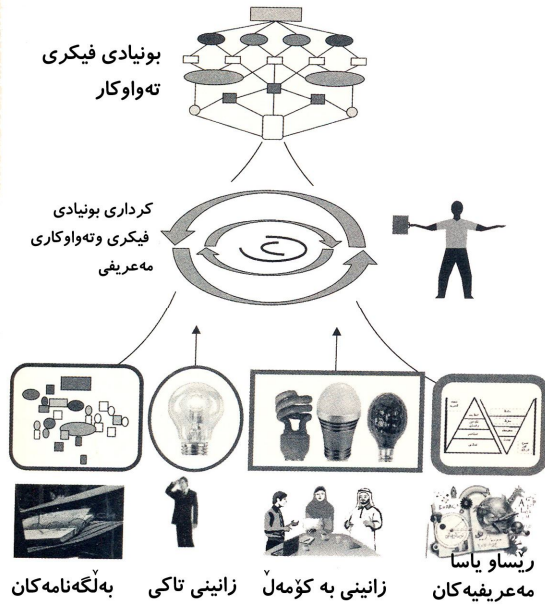 بونیادی فیکری
تەواوکار
کرداری بونیادی
فیکری وتەواوکاری
مەعریفی
بەڵگەنامەکان
زانینی تاکی
زانینی بە کۆمەڵ
ڕێساو یاسا
مەعریفیەکان